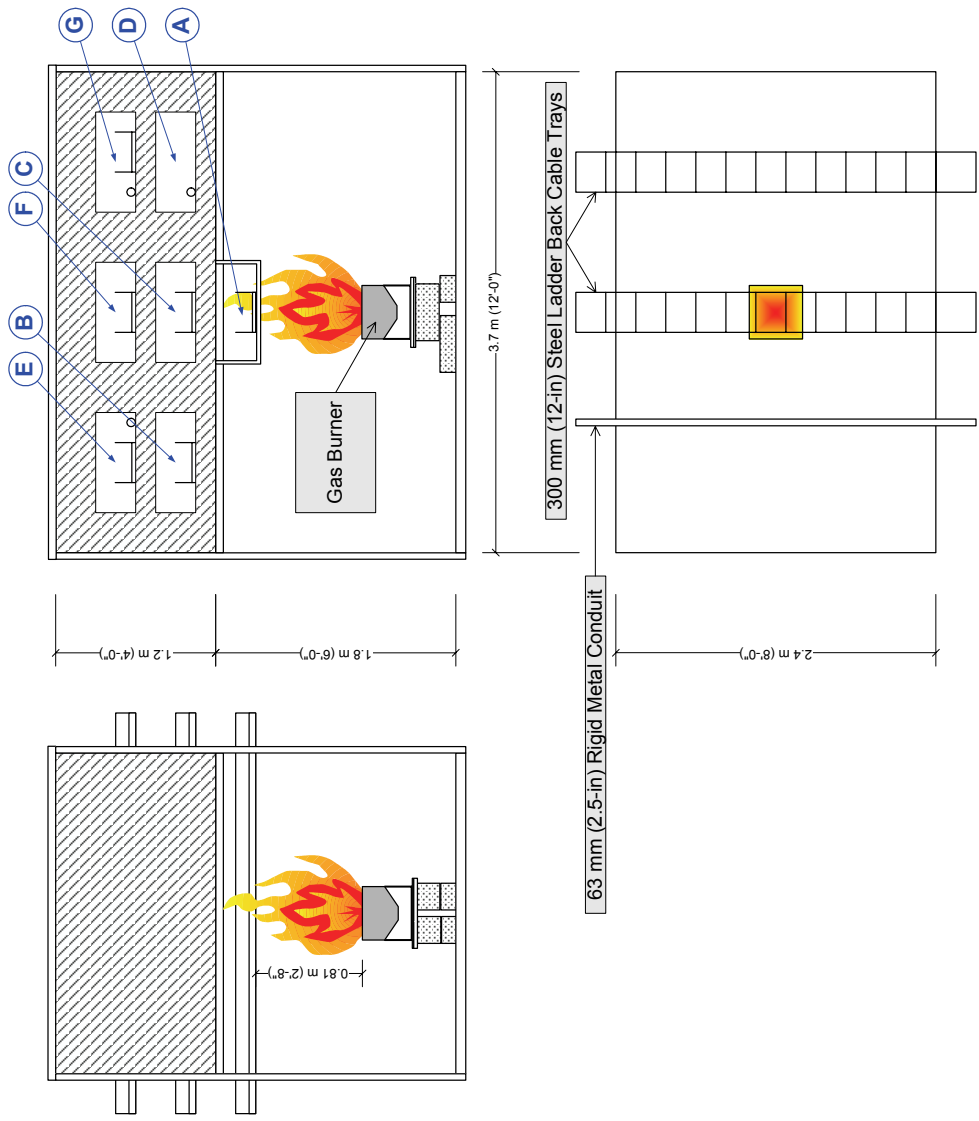 E
B
F
C
G
D
A
Gas Burner
1.2 m (4'-0")
1.8 m (6'-0")
3.7 m (12'-0")
0.81 m (2'-8")
300 mm (12-in) Steel Ladder Back Cable Trays
63 mm (2.5-in) Rigid Metal Conduit
2.4 m (8'-0")